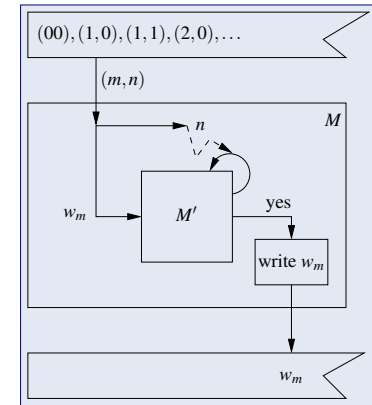 (00),(1,0),(1,1),(2,0),...
(m,n)
M
n
w_m
M′
yes
write w_m
w_m